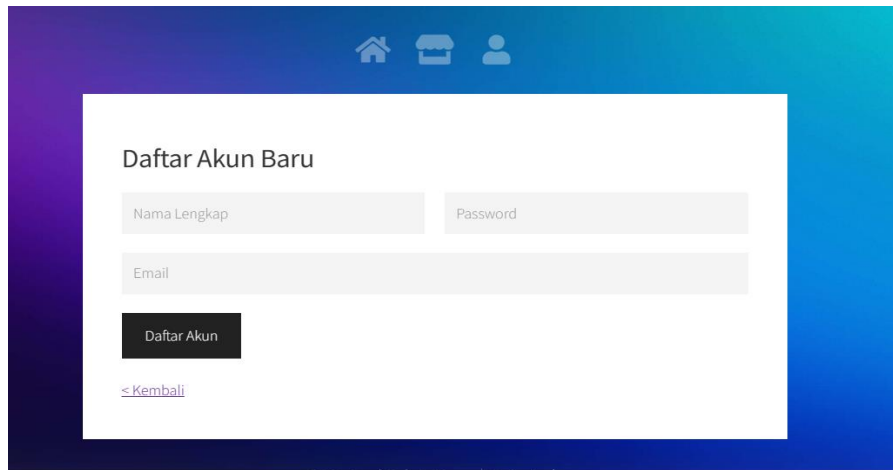 Daftar Akun Baru
Nama Lengkap Password
Email
Daftar Akun
< Kembali